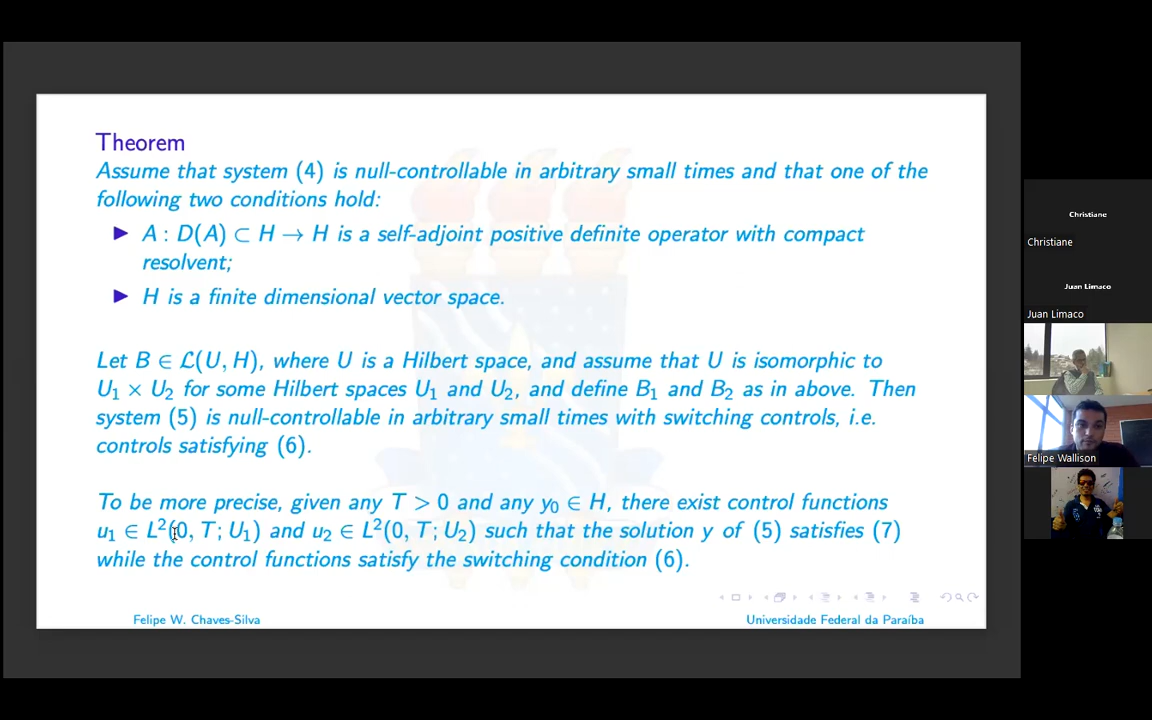 Theorem
Assume that system (4) is null-controllable in arbitrary small times and that one of the
following two conditions hold:
▶ A : D(A) ⊂ H → H is a self-adjoint positive definite operator with compact
resolvent;
▶ H is a finite dimensional vector space.
Let B ∈ ℒ(U, H), where U is a Hilbert space, and assume that U is isomorphic to
U₁ × U₂ for some Hilbert spaces U₁ and U₂, and define B₁ and B₂ as in above. Then
system (5) is null-controllable in arbitrary small times with switching controls, i.e.
controls satisfying (6).
To be more precise, given any T > 0 and any y₀ ∈ H, there exist control functions
u₁ ∈ L²(0, T; U₁) and u₂ ∈ L²(0, T; U₂) such that the solution y of (5) satisfies (7)
while the control functions satisfy the switching condition (6).
Felipe W. Chaves-Silva
Universidade Federal da Paraíba
Christiane
Christiane
Juan Limaco
Juan Limaco
Felipe Wallison